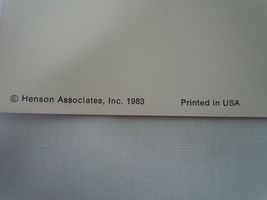 © Henson Associates, Inc. 1983 Printed in USA